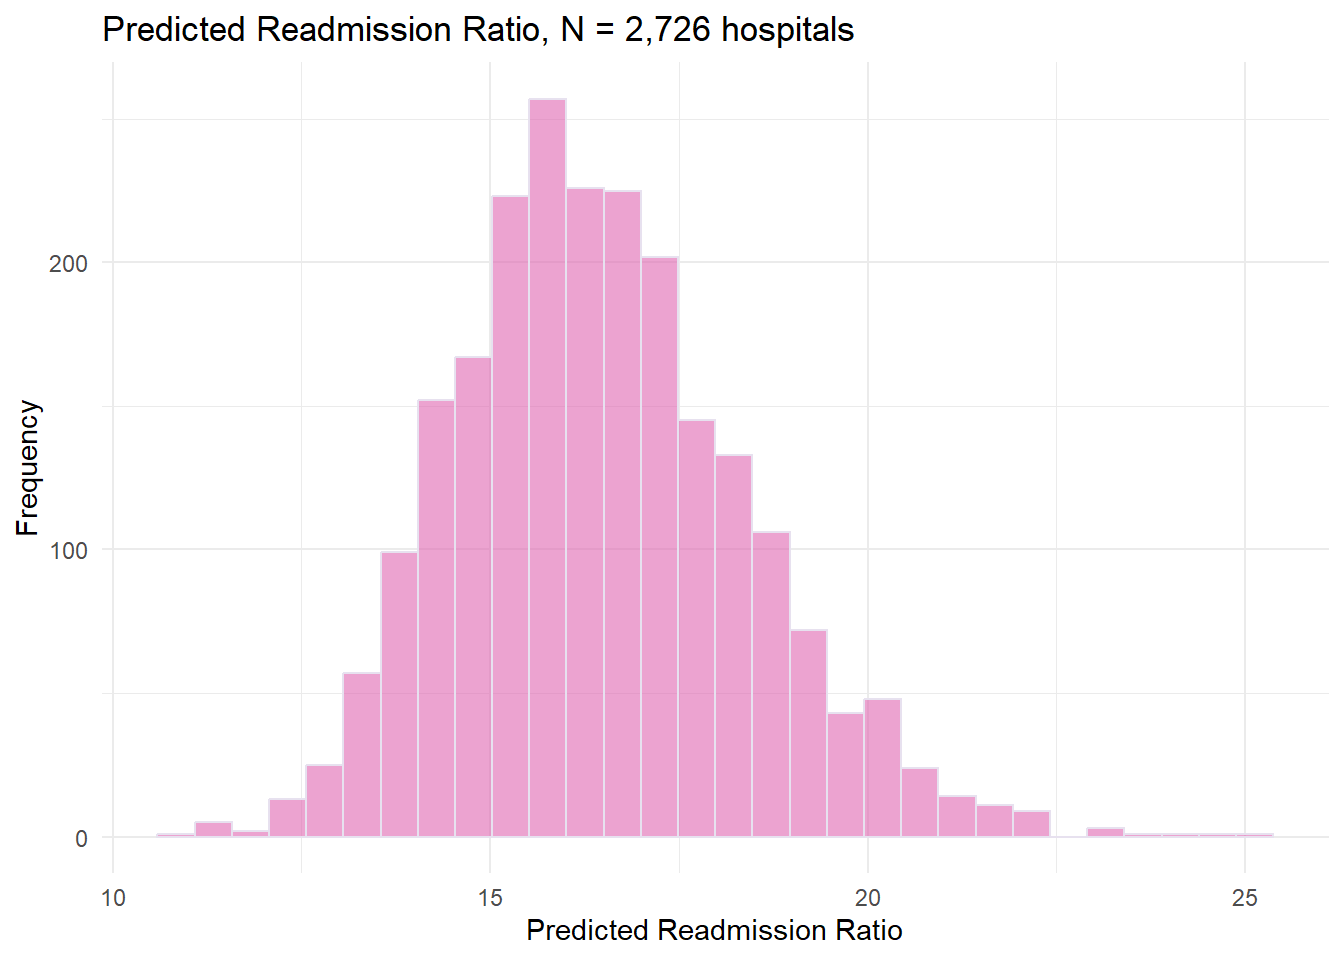 Predicted Readmission Ratio, N = 2,726 hospitals
Frequency
200
100
0
10
15
20
25
Predicted Readmission Ratio